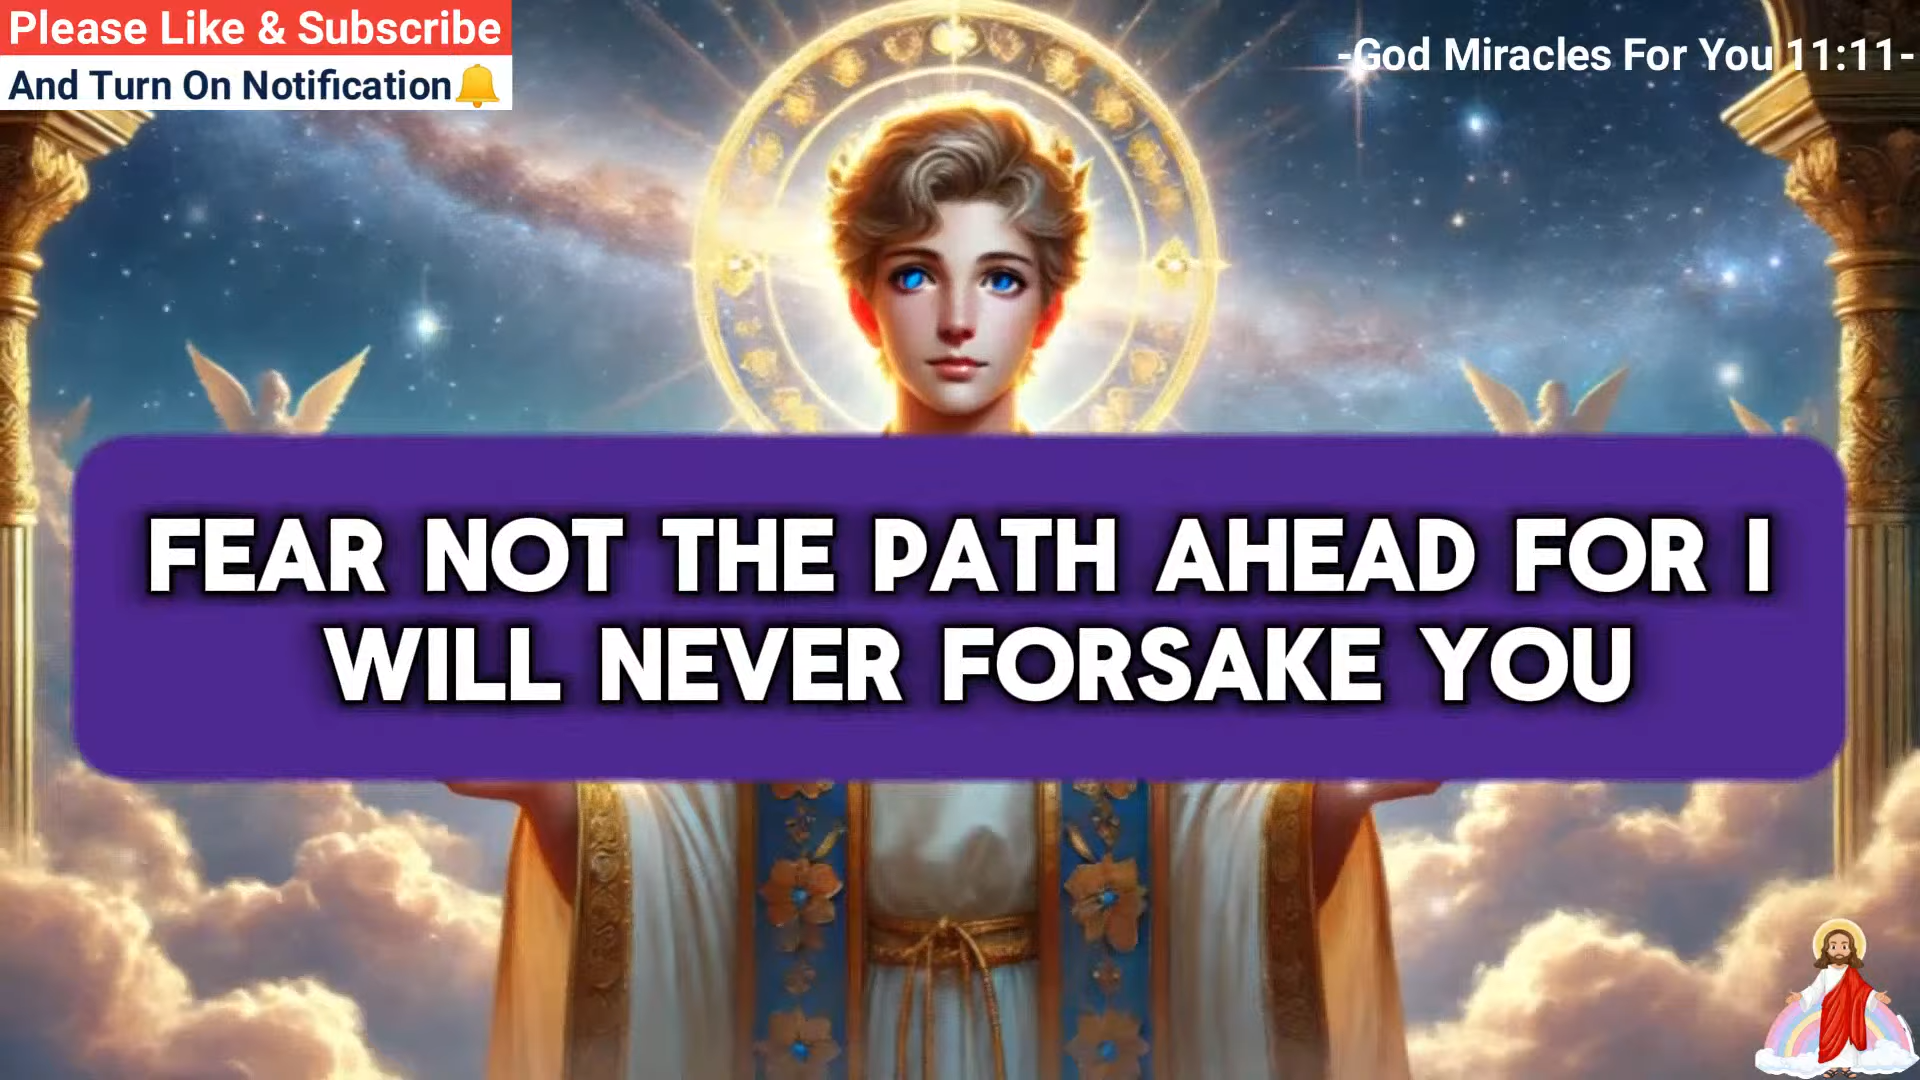 Please Like & Subscribe
And Turn On Notification🔔
-God Miracles For You 11:11-
FEAR NOT THE PATH AHEAD FOR I
WILL NEVER FORSAKE YOU